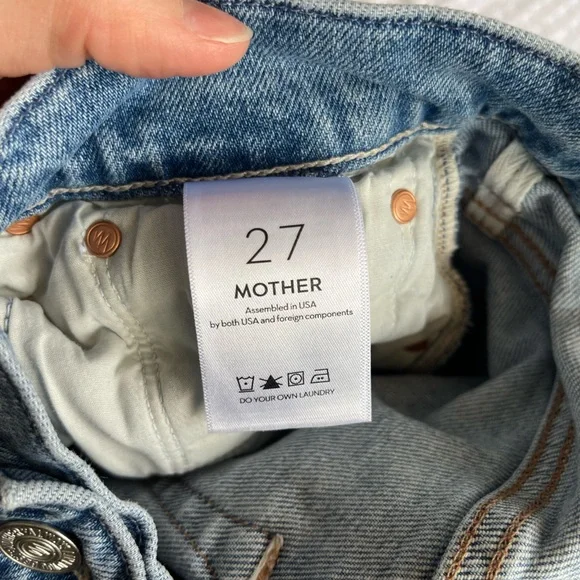 27
MOTHER
Assembled in USA
by both USA and foreign components
DO YOUR OWN LAUNDRY